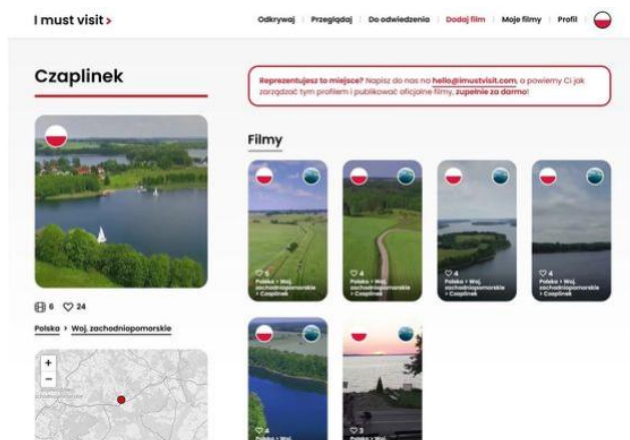 I must visit >
Odkrywaj Przeglądaj Do odwiedzenia Dodaj film Moje filmy Profil
Czaplinek
Reprezentujesz to miejsce? Napisz do nas na hello@imustvisit.com, a powiemy Ci jak
zarządzać tym profilem i publikować oficjalne filmy, zupełnie za darmo!
Filmy
5
Polska > Woj.
zachodniopomorskie
> Czaplinek
4
Polska > Woj.
zachodniopomorskie
> Czaplinek
4
Polska > Woj.
zachodniopomorskie
> Czaplinek
4
Polska > Woj.
zachodniopomorskie
> Czaplinek
6 24
Polska > Woj. zachodniopomorskie
+
-
4
Polska > Woj.
3
Polska > Woj.